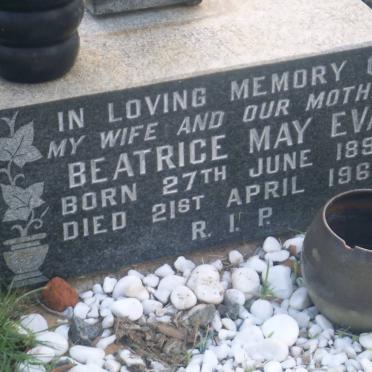 IN LOVING MEMORY
MY WIFE AND OUR
BEATRICE MAY
BORN 27TH JUNE
DIED 21ST APRIL
R. I. P.